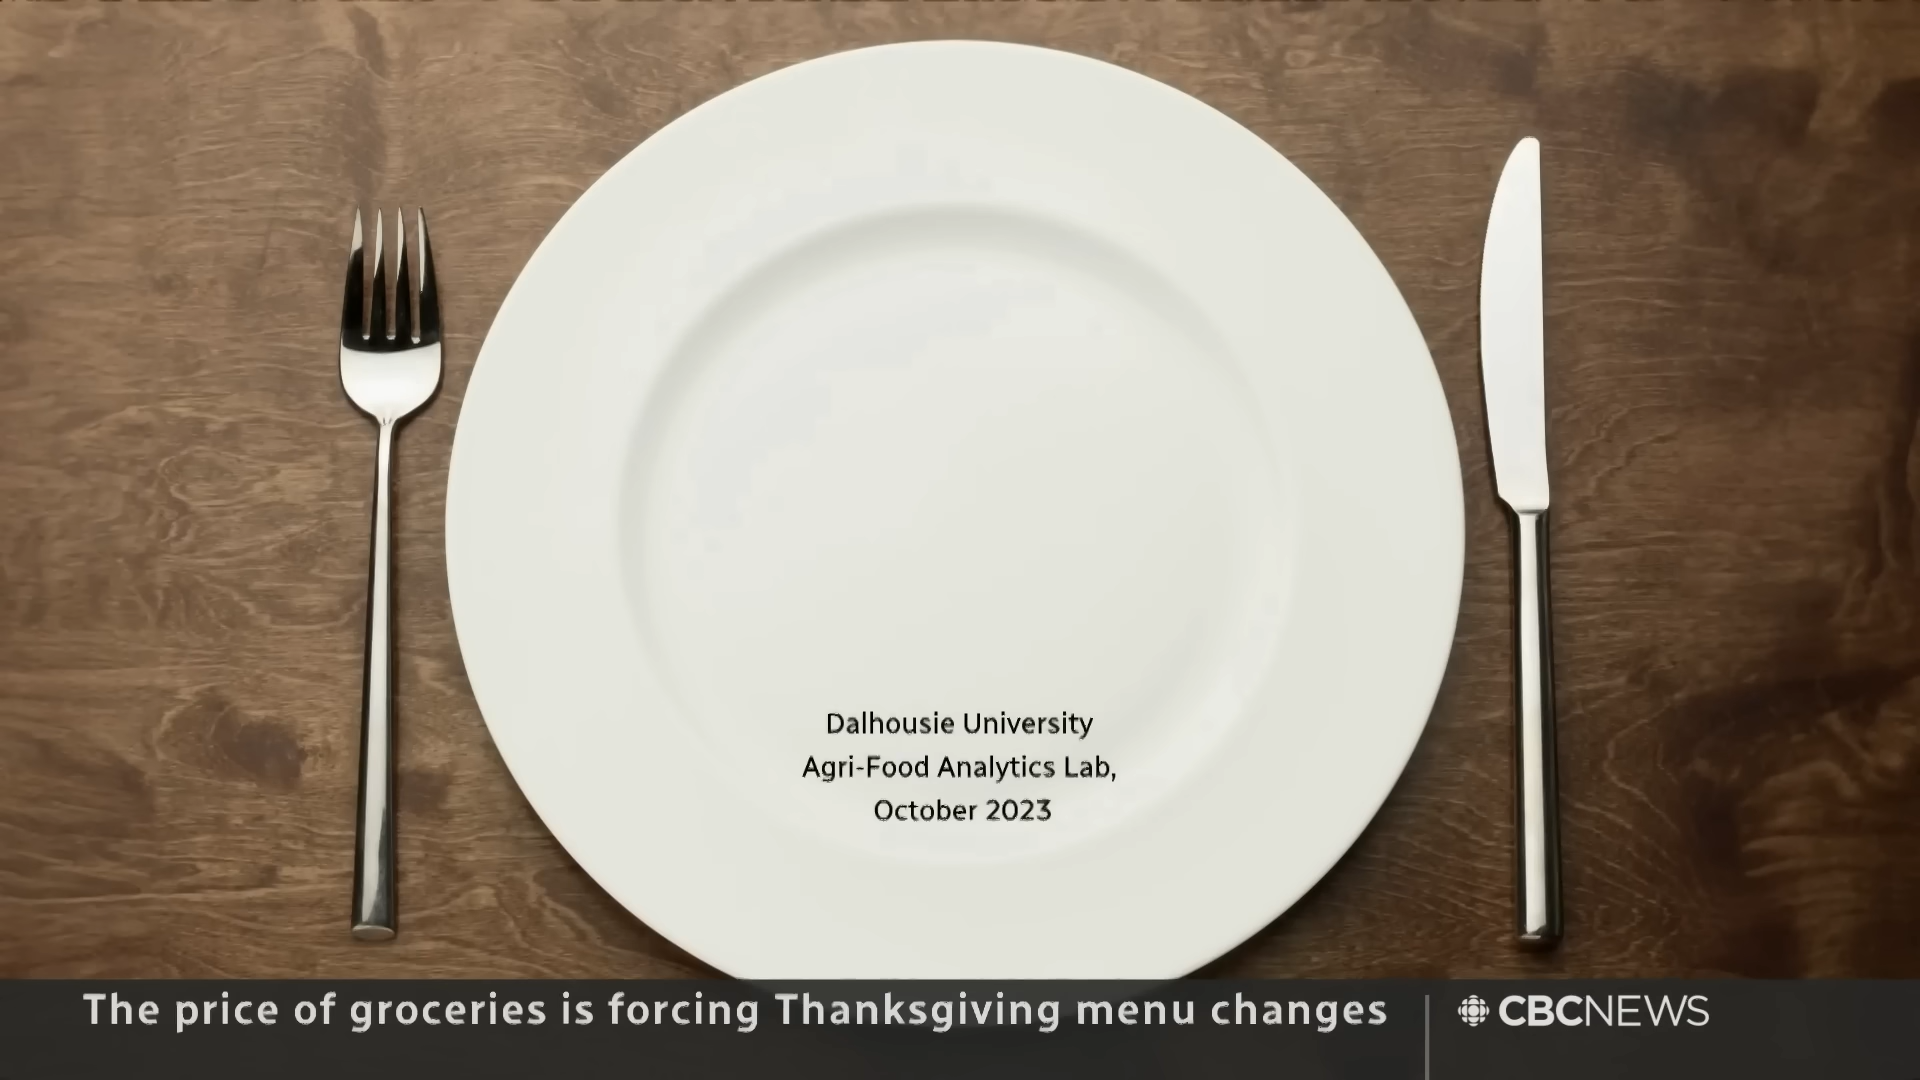 Dalhousie University
Agri-Food Analytics Lab,
October 2023
The price of groceries is forcing Thanksgiving menu changes
CBCNEWS